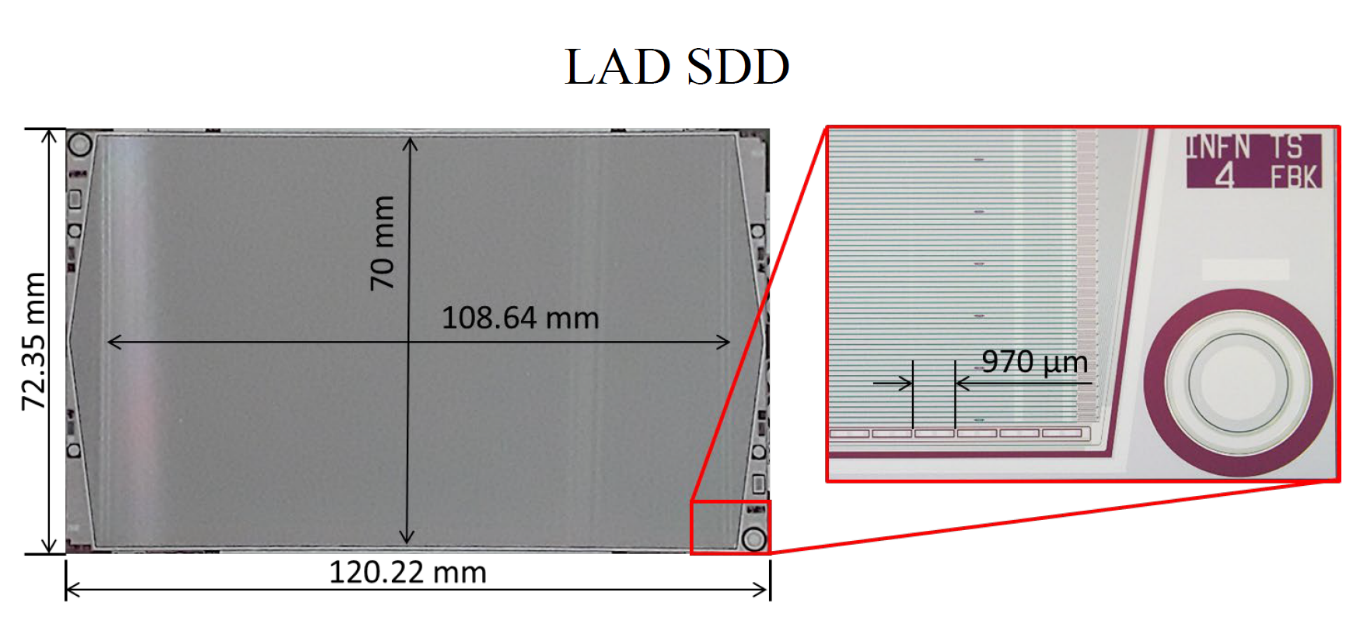 LAD SDD
72.35 mm
70 mm
108.64 mm
120.22 mm
970 μm
INFN TS
4 FBK